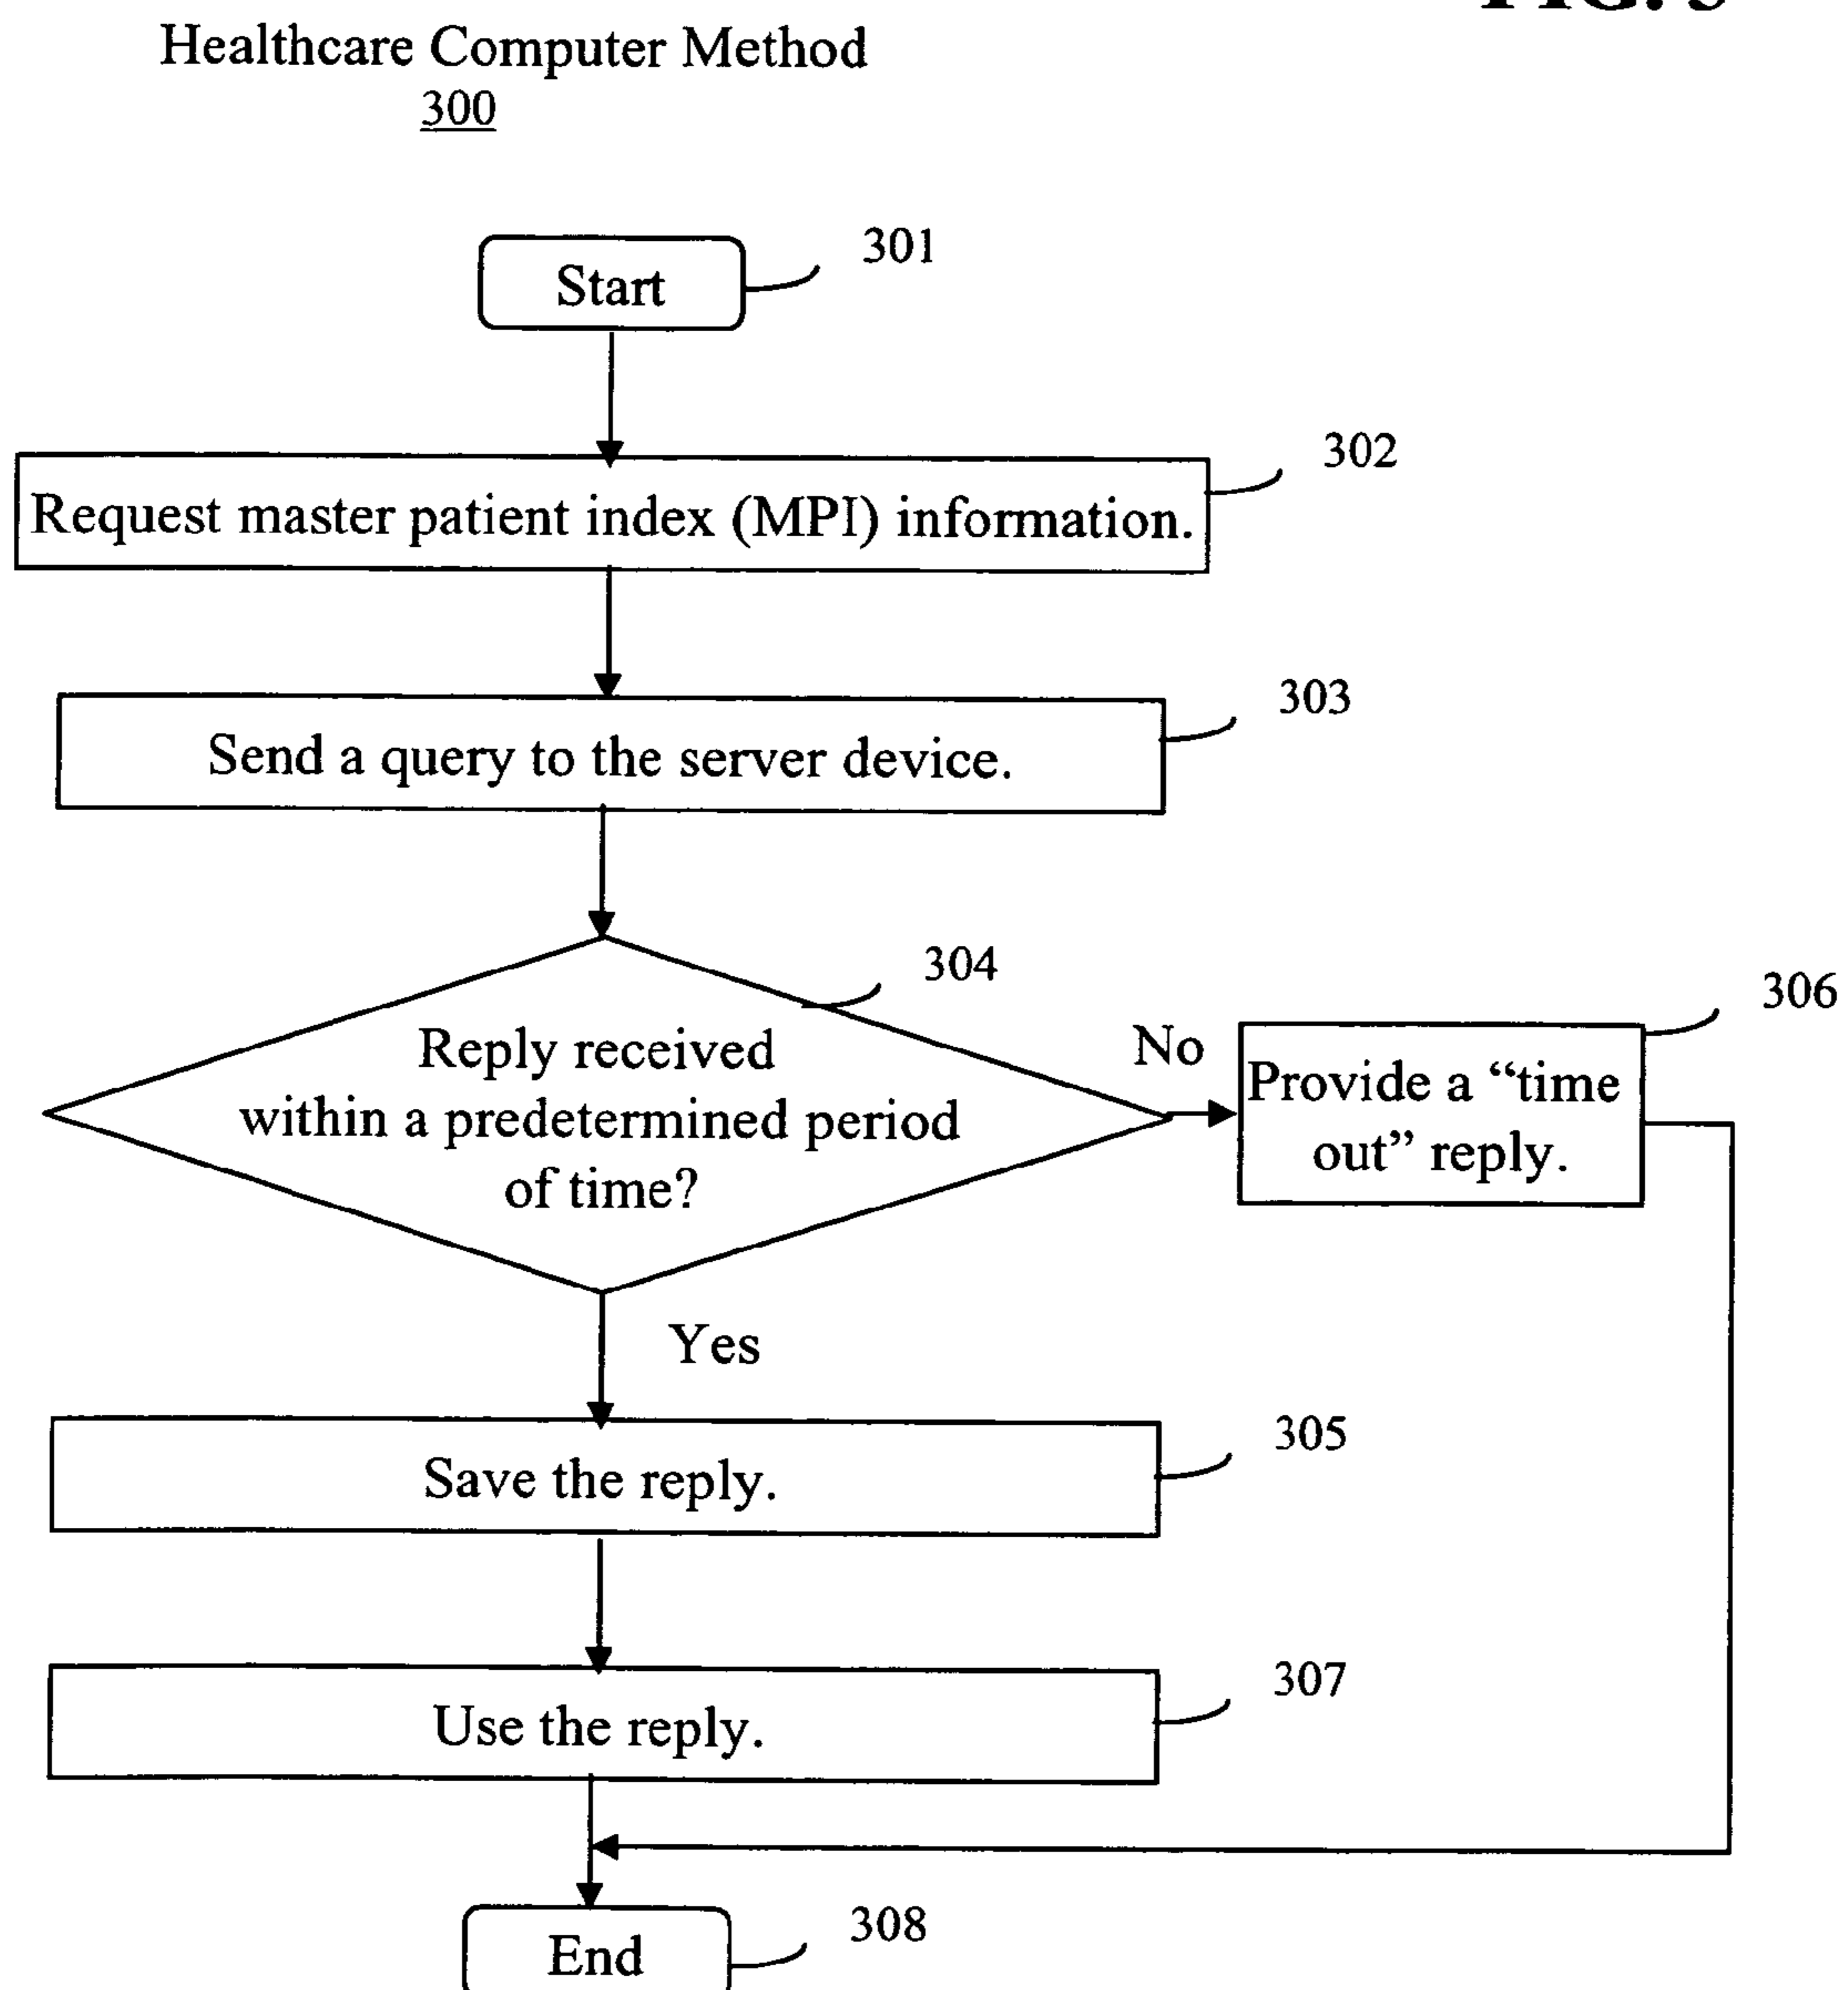 Healthcare Computer Method
300
Start
301
302
Request master patient index (MPI) information.
303
Send a query to the server device.
304
Reply received
within a predetermined period
of time?
No
306
Provide a “time
out” reply.
Yes
305
Save the reply.
307
Use the reply.
308
End